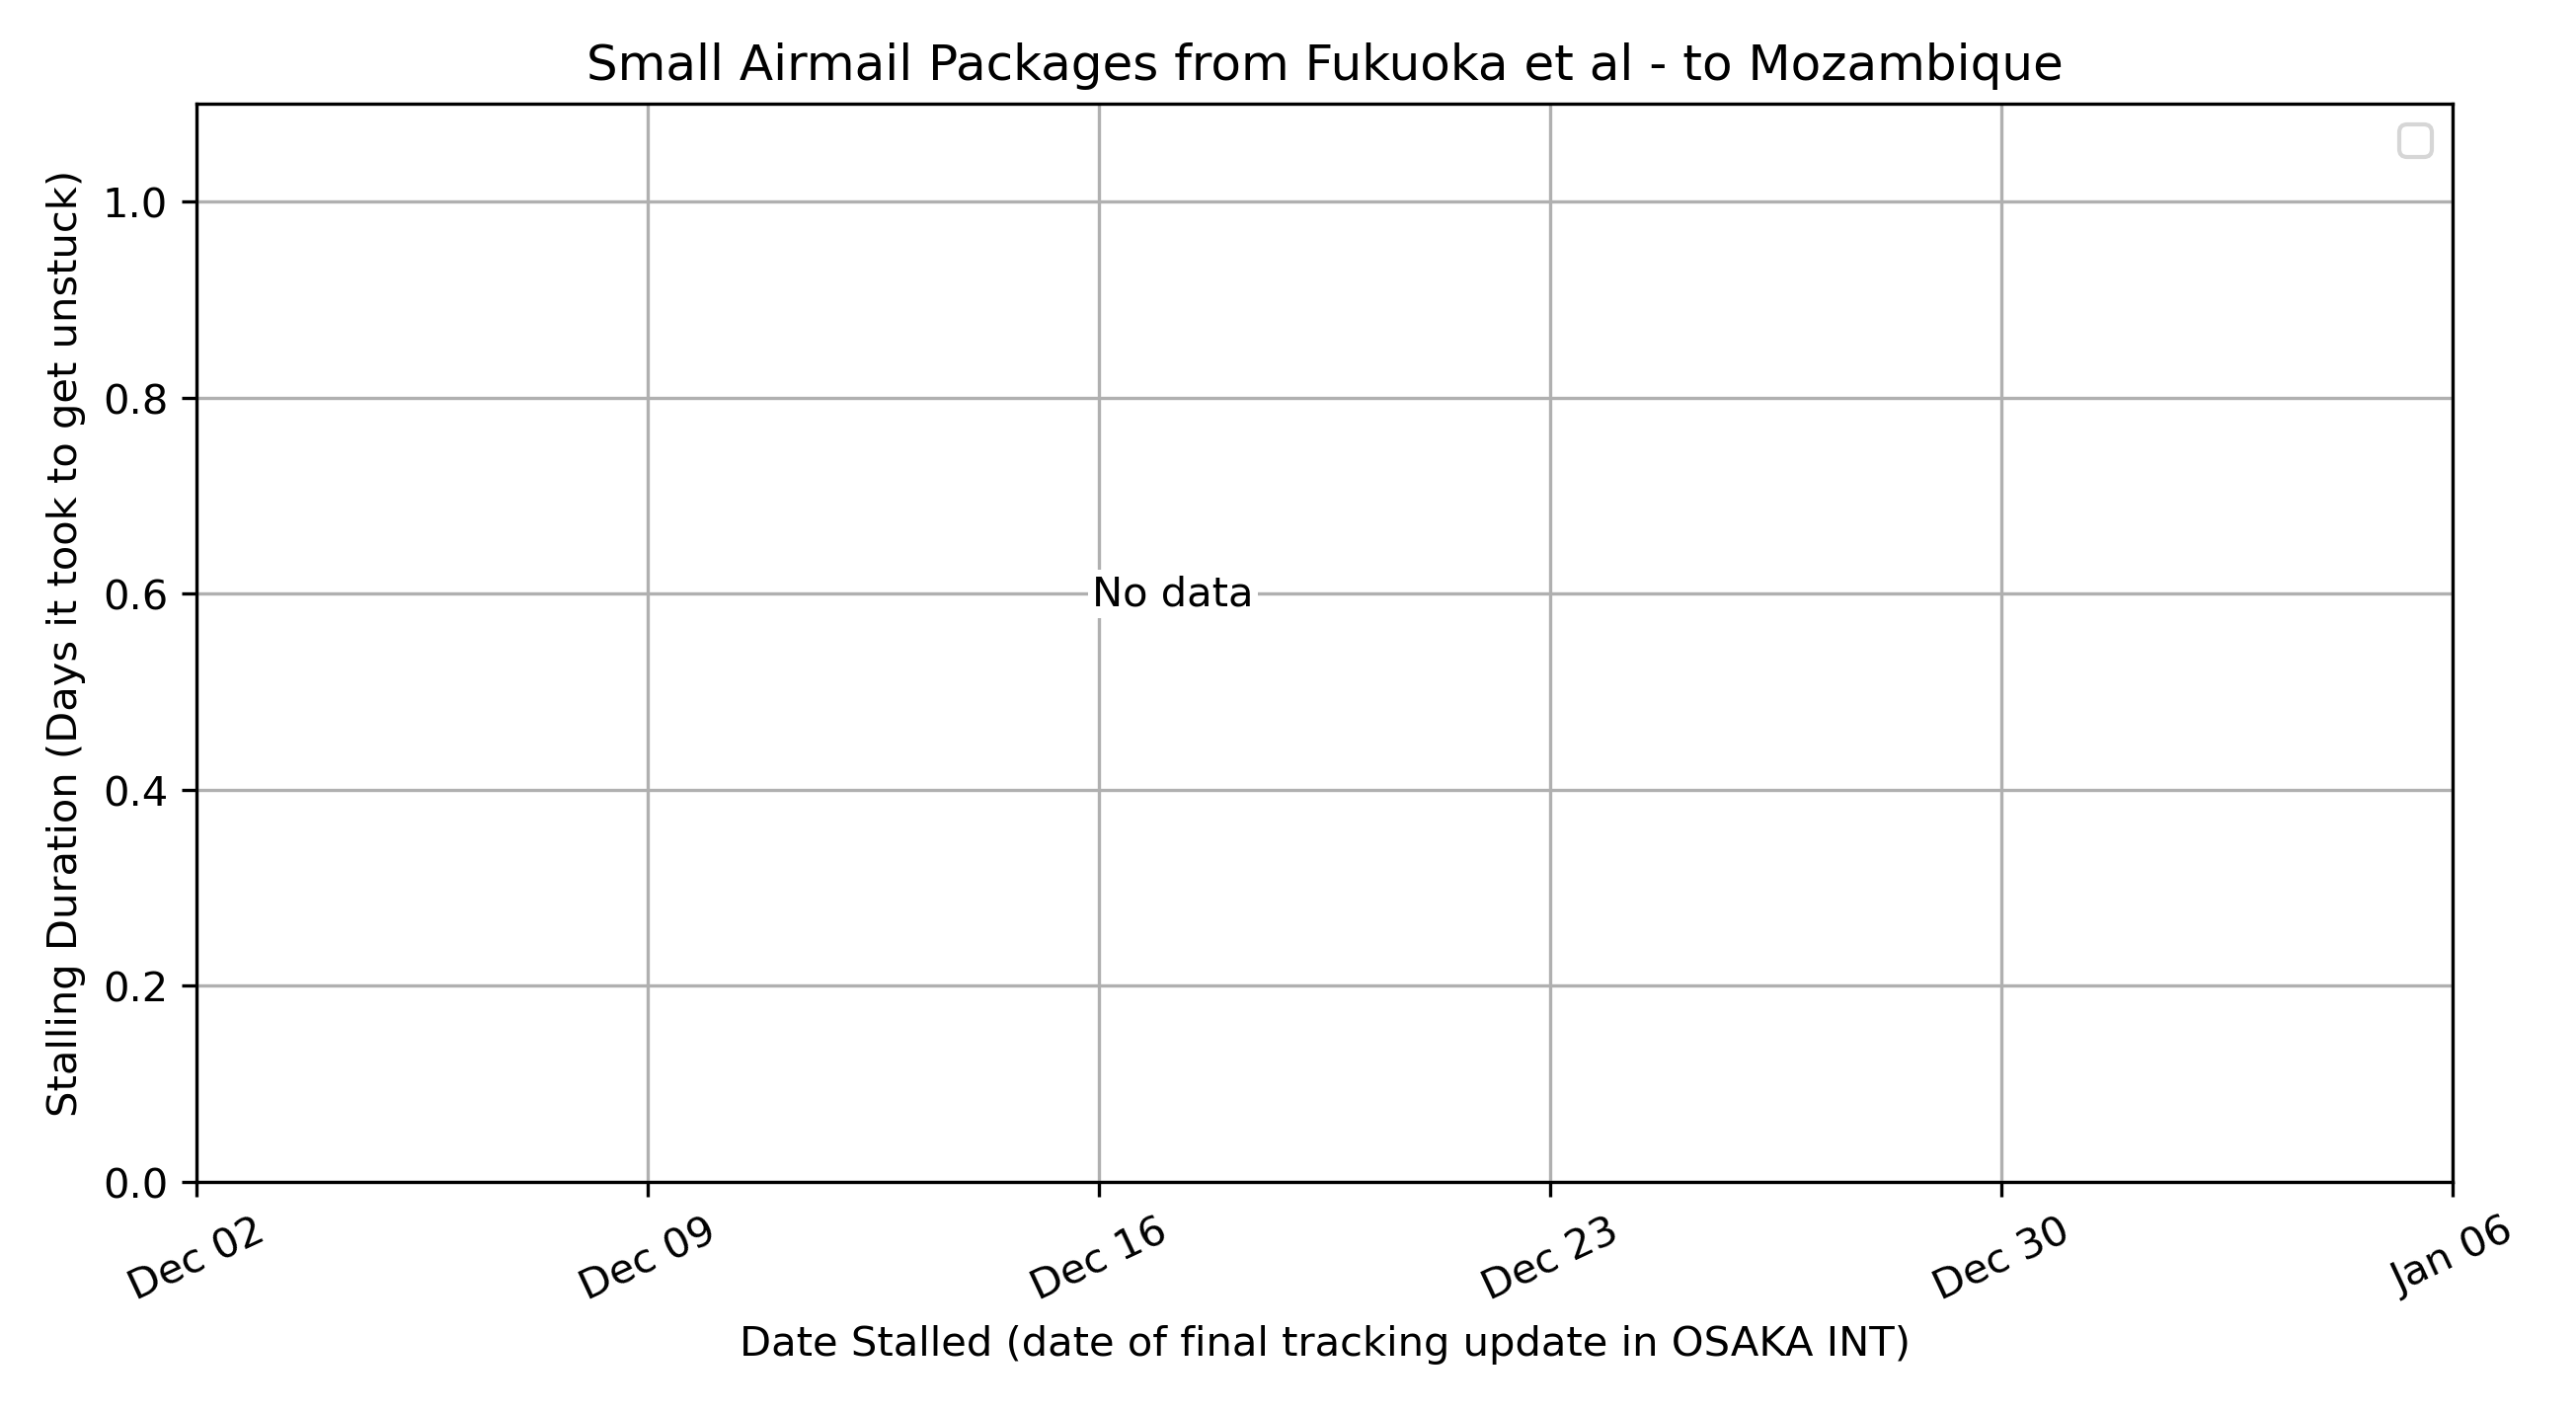 Small Airmail Packages from Fukuoka et al - to Mozambique
Stalling Duration (Days it took to get unstuck)
1.0
0.8
0.6
0.4
0.2
0.0
No data
Dec 02
Dec 09
Dec 16
Dec 23
Dec 30
Jan 06
Date Stalled (date of final tracking update in OSAKA INT)